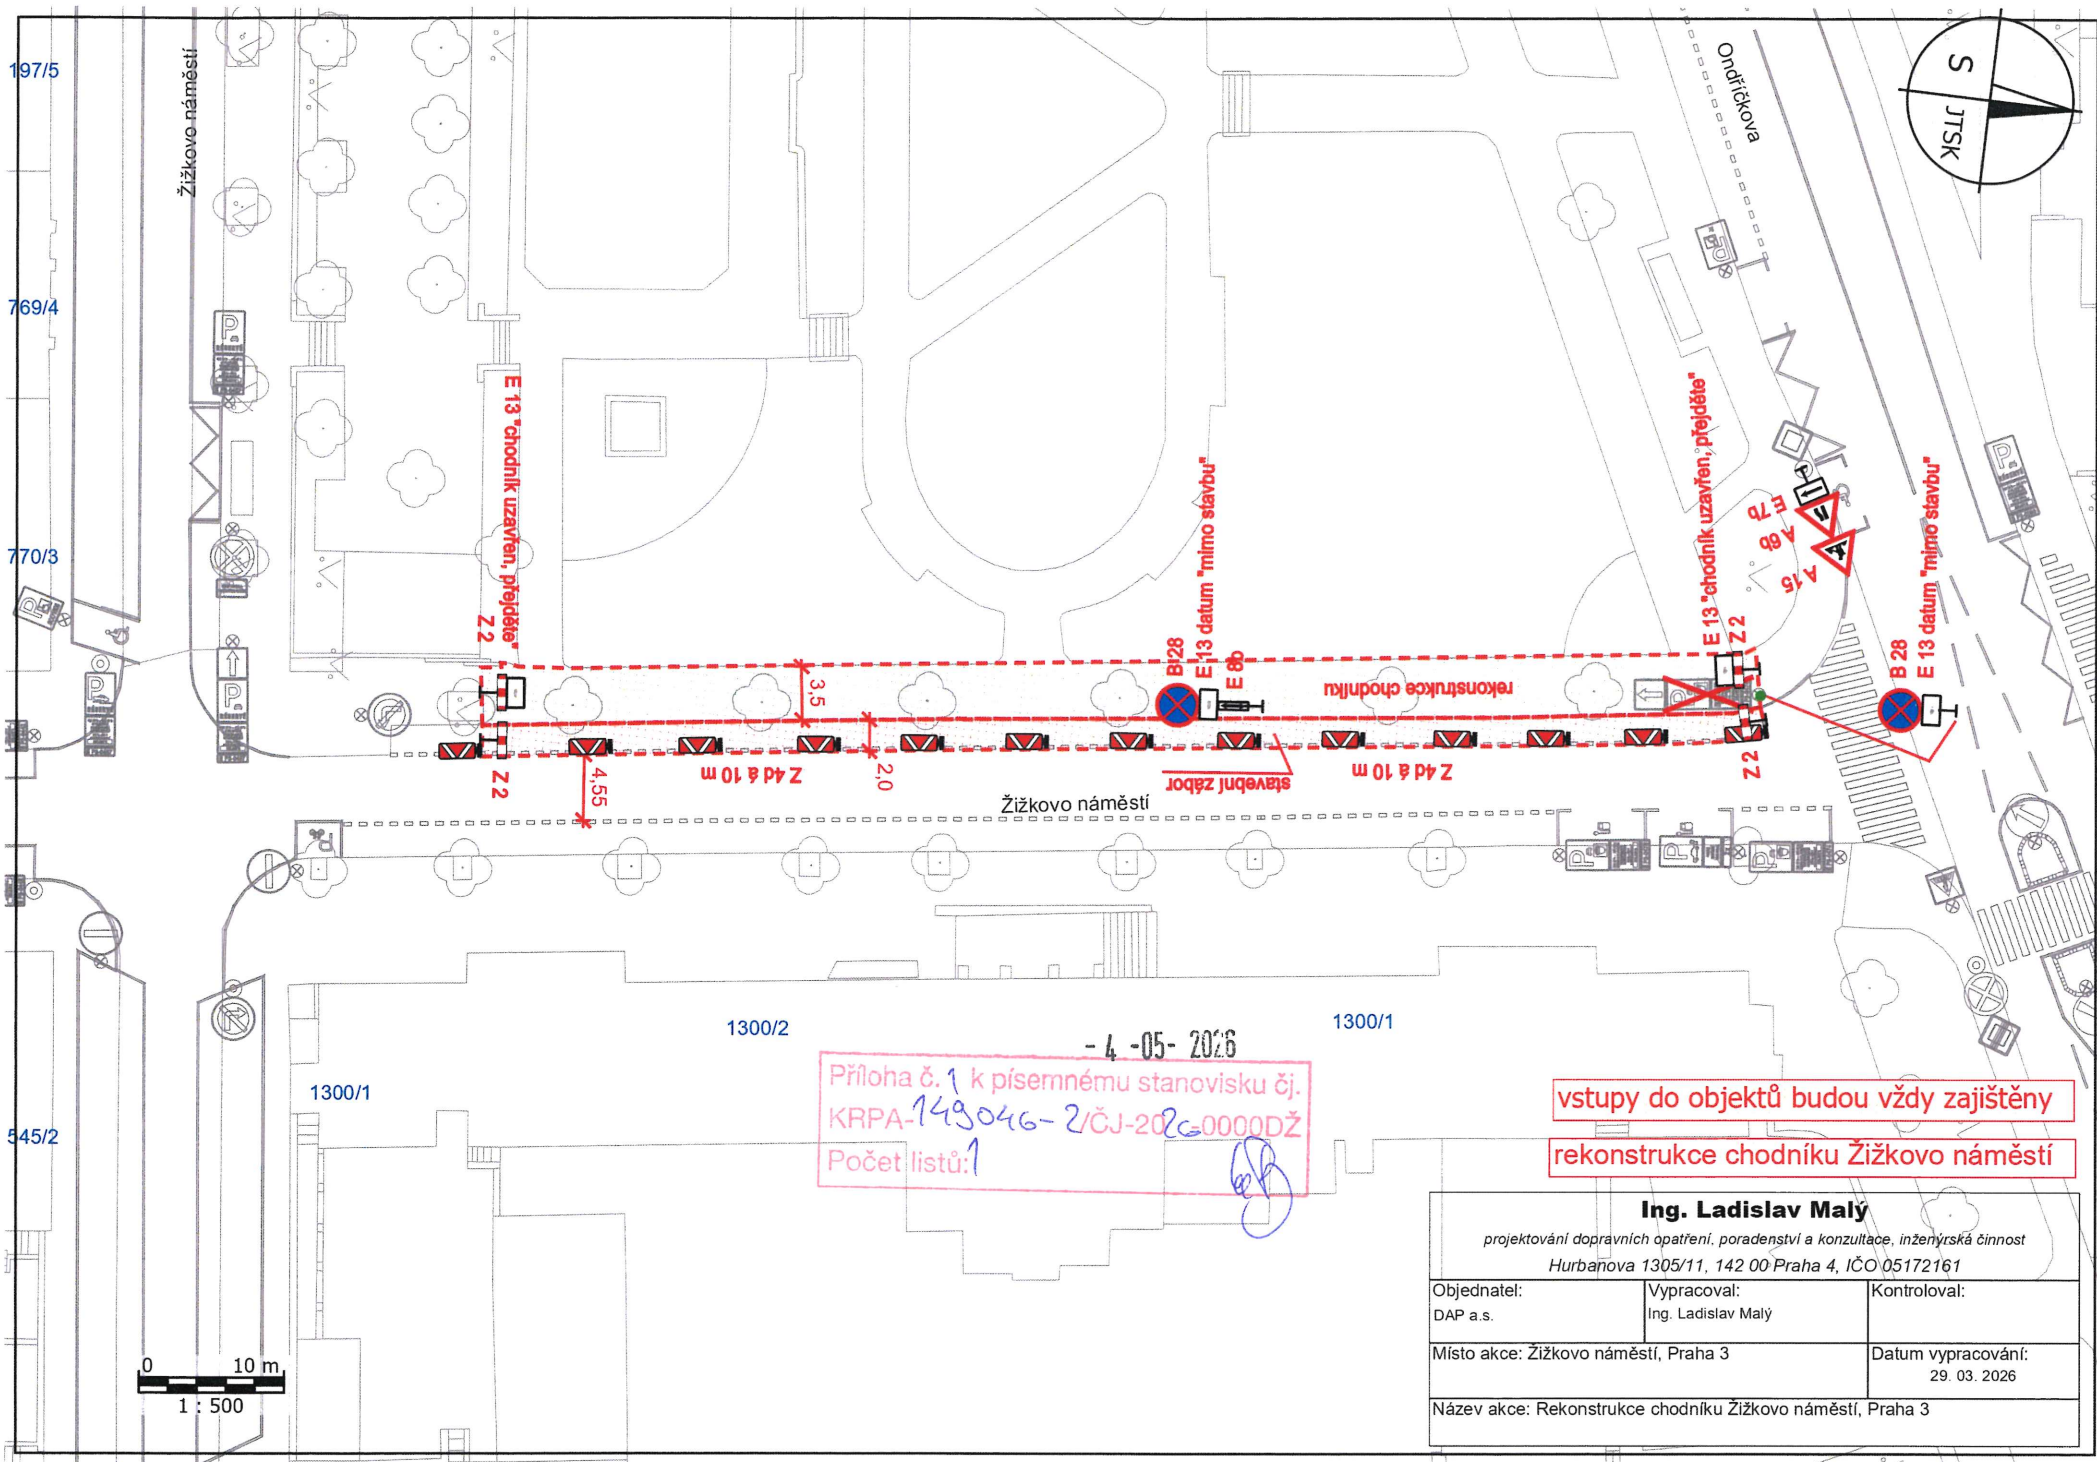 197/5
Žižkovo náměstí
Ondříčkova
S JTSK
769/4
770/3
E 13 "chodník uzavřen, přejděte"
Z 2
Z 2
3,5
2,0
4,55
Z 4d á 10 m
B 28
E 13 datum "mimo stavbu"
E 8b
rekonstrukce chodníku
stavební zábor
Z 4d á 10 m
E 13 "chodník uzavřen, přejděte"
Z 2
Z 2
E 7b
A 6b
A 15
B 28
E 13 datum "mimo stavbu"
Žižkovo náměstí
1300/2
1300/1
1300/1
545/2
- 4 -05- 2026
Příloha č. 1 k písemnému stanovisku čj.
KRPA-149046-2/ČJ-2026-0000DŽ
Počet listů: 1
vstupy do objektů budou vždy zajištěny
rekonstrukce chodníku Žižkovo náměstí
Ing. Ladislav Malý
projektování dopravních opatření, poradenství a konzultace, inženýrská činnost
Hurbanova 1305/11, 142 00 Praha 4, IČO 05172161
Objednatel:
DAP a.s.
Vypracoval:
Ing. Ladislav Malý
Kontroloval:
Místo akce: Žižkovo náměstí, Praha 3
Datum vypracování:
29. 03. 2026
Název akce: Rekonstrukce chodníku Žižkovo náměstí, Praha 3
0 10 m
1 : 500